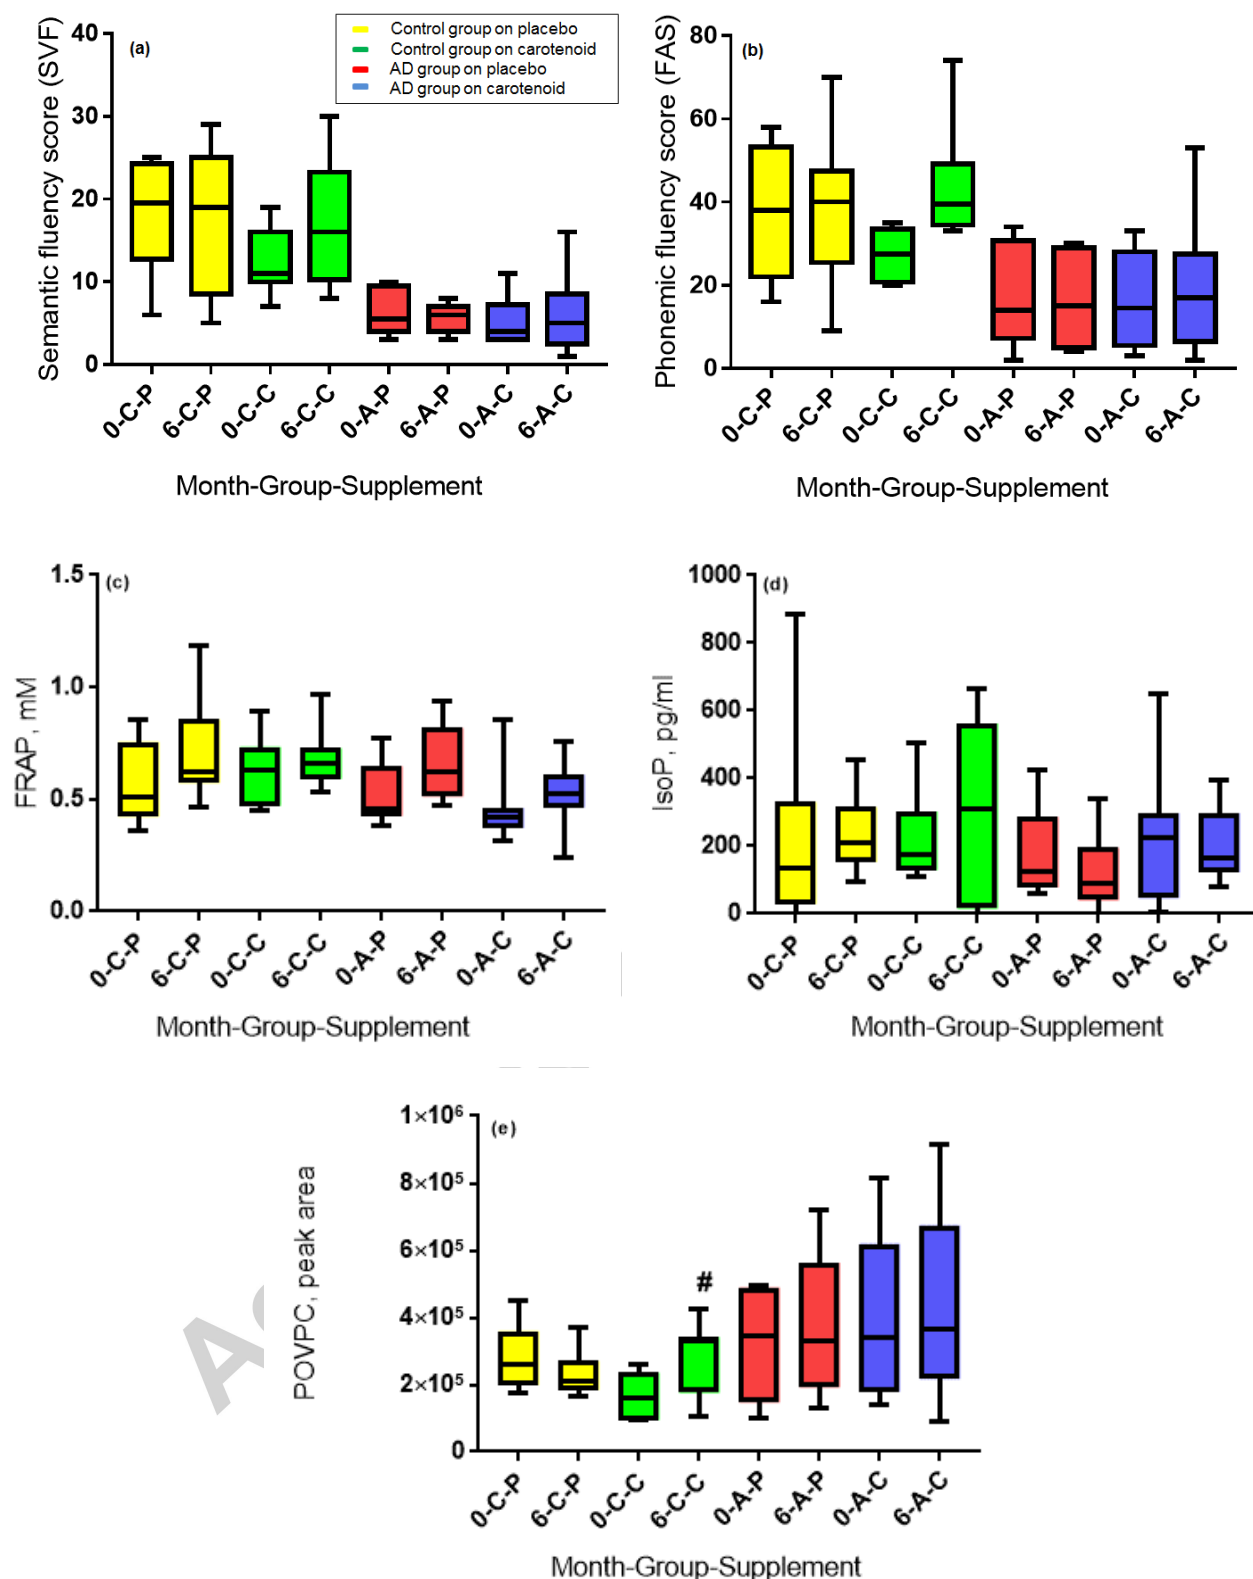 Semantic fluency score (SVF)
40
30
20
10
0
(a)
Control group on placebo
Control group on carotenoid
AD group on placebo
AD group on carotenoid
0-C-P
6-C-P
0-C-C
6-C-C
0-A-P
6-A-P
0-A-C
6-A-C
Month-Group-Supplement
Phonemic fluency score (FAS)
80
60
40
20
0
(b)
0-C-P
6-C-P
0-C-C
6-C-C
0-A-P
6-A-P
0-A-C
6-A-C
Month-Group-Supplement
FRAP, mM
1.5
1.0
0.5
0.0
(c)
0-C-P
6-C-P
0-C-C
6-C-C
0-A-P
6-A-P
0-A-C
6-A-C
Month-Group-Supplement
IsoP, pg/ml
1000
800
600
400
200
0
(d)
0-C-P
6-C-P
0-C-C
6-C-C
0-A-P
6-A-P
0-A-C
6-A-C
Month-Group-Supplement
POVPC, peak area
1×10⁶
8×10⁵
6×10⁵
4×10⁵
2×10⁵
0
(e)
#
0-C-P
6-C-P
0-C-C
6-C-C
0-A-P
6-A-P
0-A-C
6-A-C
Month-Group-Supplement